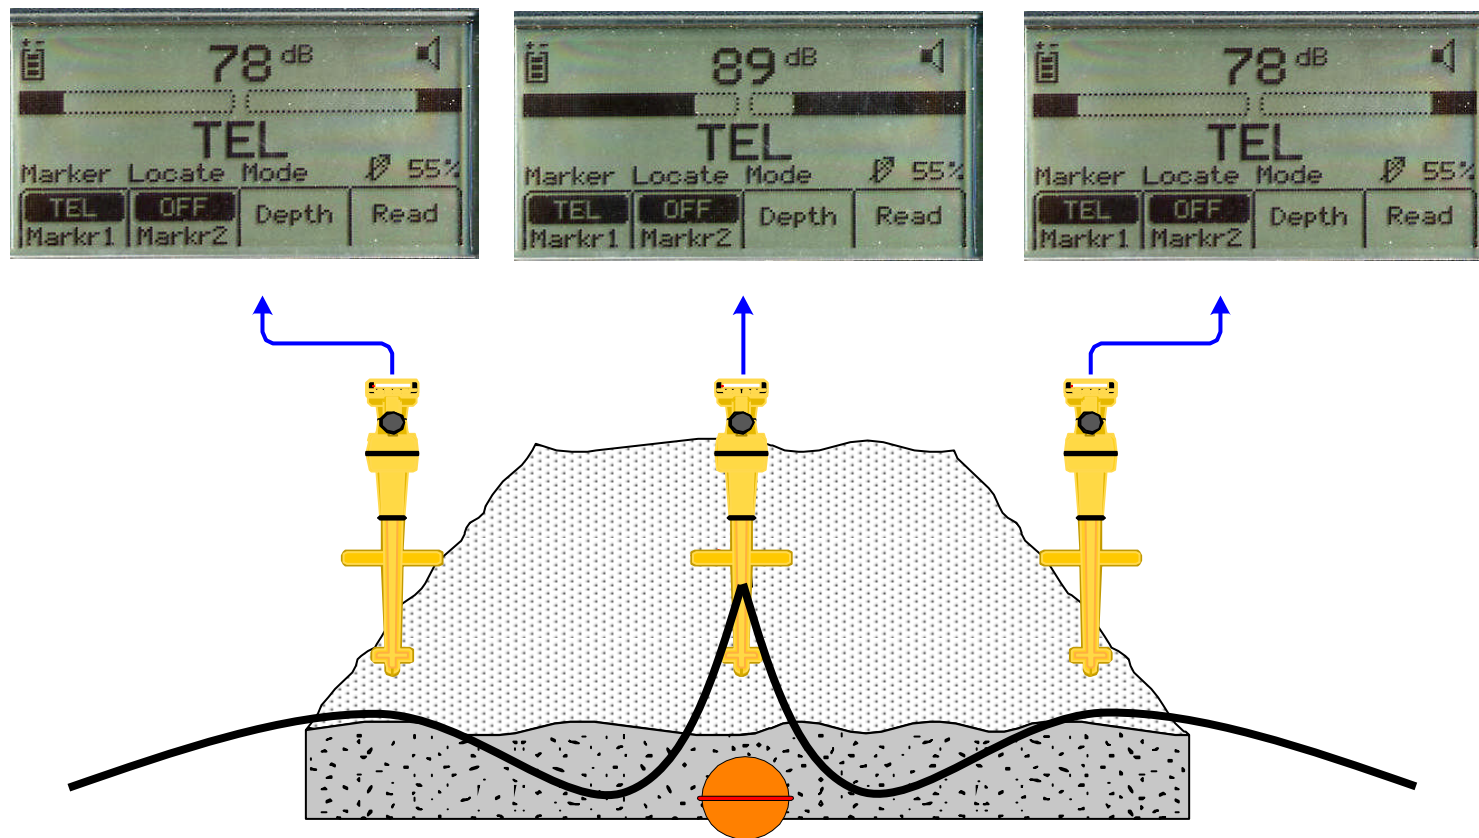 78 dB
TEL
Marker Locate Mode 55%
TEL OFF Depth Read
Markr1 Markr2
89 dB
TEL
Marker Locate Mode 55%
TEL OFF Depth Read
Markr1 Markr2
78 dB
TEL
Marker Locate Mode 55%
TEL OFF Depth Read
Markr1 Markr2